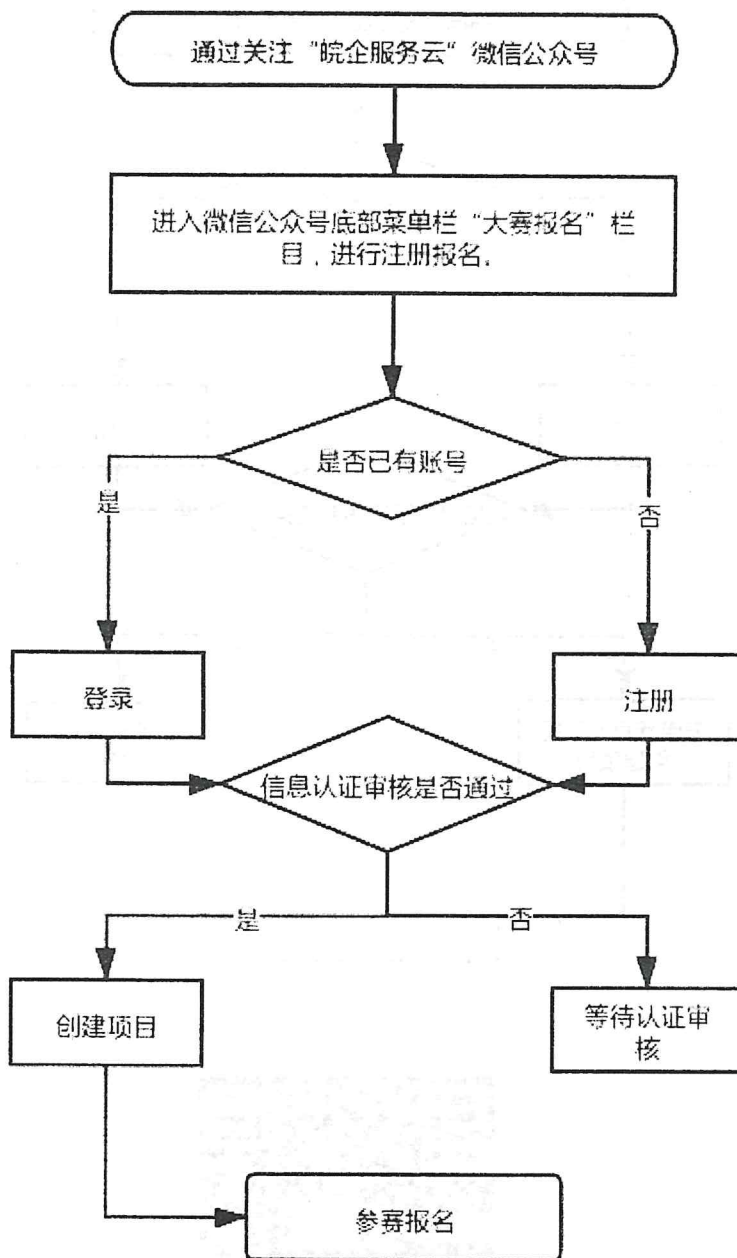 通过关注“皖企服务云”微信公众号
进入微信公众号底部菜单栏“大赛报名”栏
目，进行注册报名。
是否已有账号
是
否
登录
注册
信息认证审核是否通过
是
否
创建项目
等待认证审
核
参赛报名